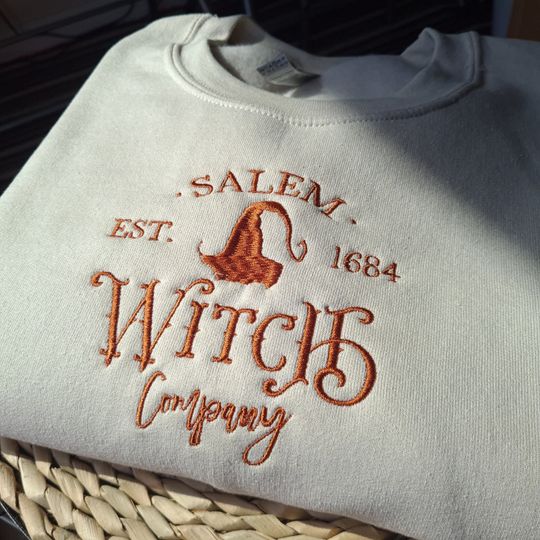 · SALEM ·
EST. 1684
WITCH
Company